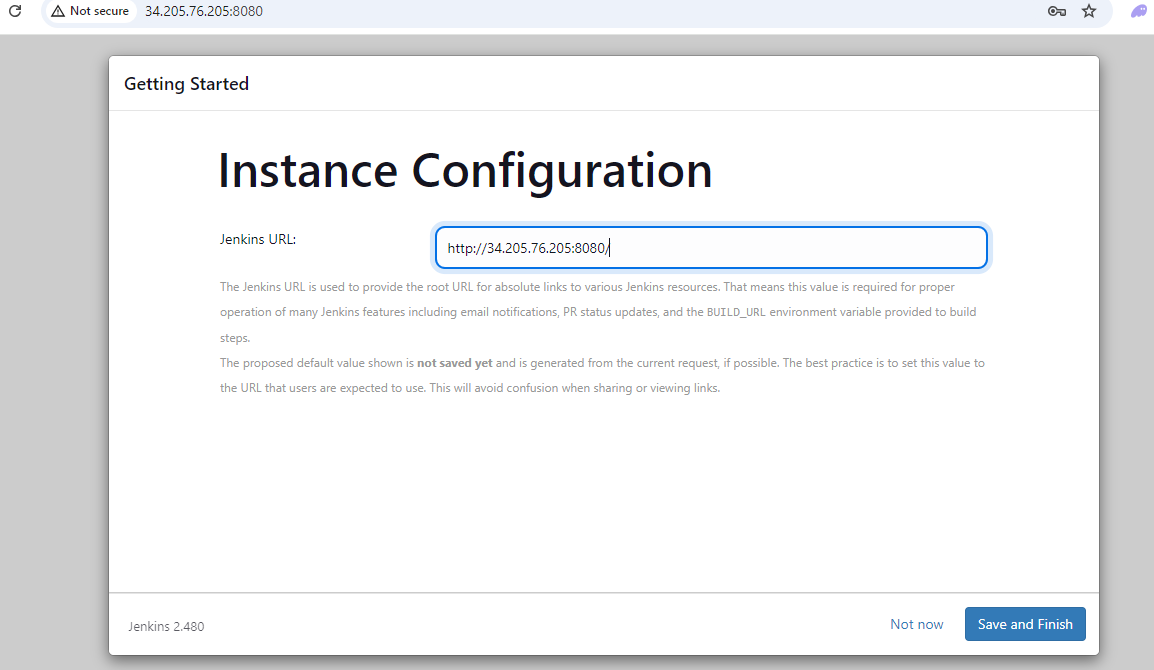 Not secure 34.205.76.205:8080
Getting Started
Instance Configuration
Jenkins URL: http://34.205.76.205:8080/
The Jenkins URL is used to provide the root URL for absolute links to various Jenkins resources. That means this value is required for proper
operation of many Jenkins features including email notifications, PR status updates, and the BUILD_URL environment variable provided to build
steps.
The proposed default value shown is not saved yet and is generated from the current request, if possible. The best practice is to set this value to
the URL that users are expected to use. This will avoid confusion when sharing or viewing links.
Jenkins 2.480 Not now Save and Finish